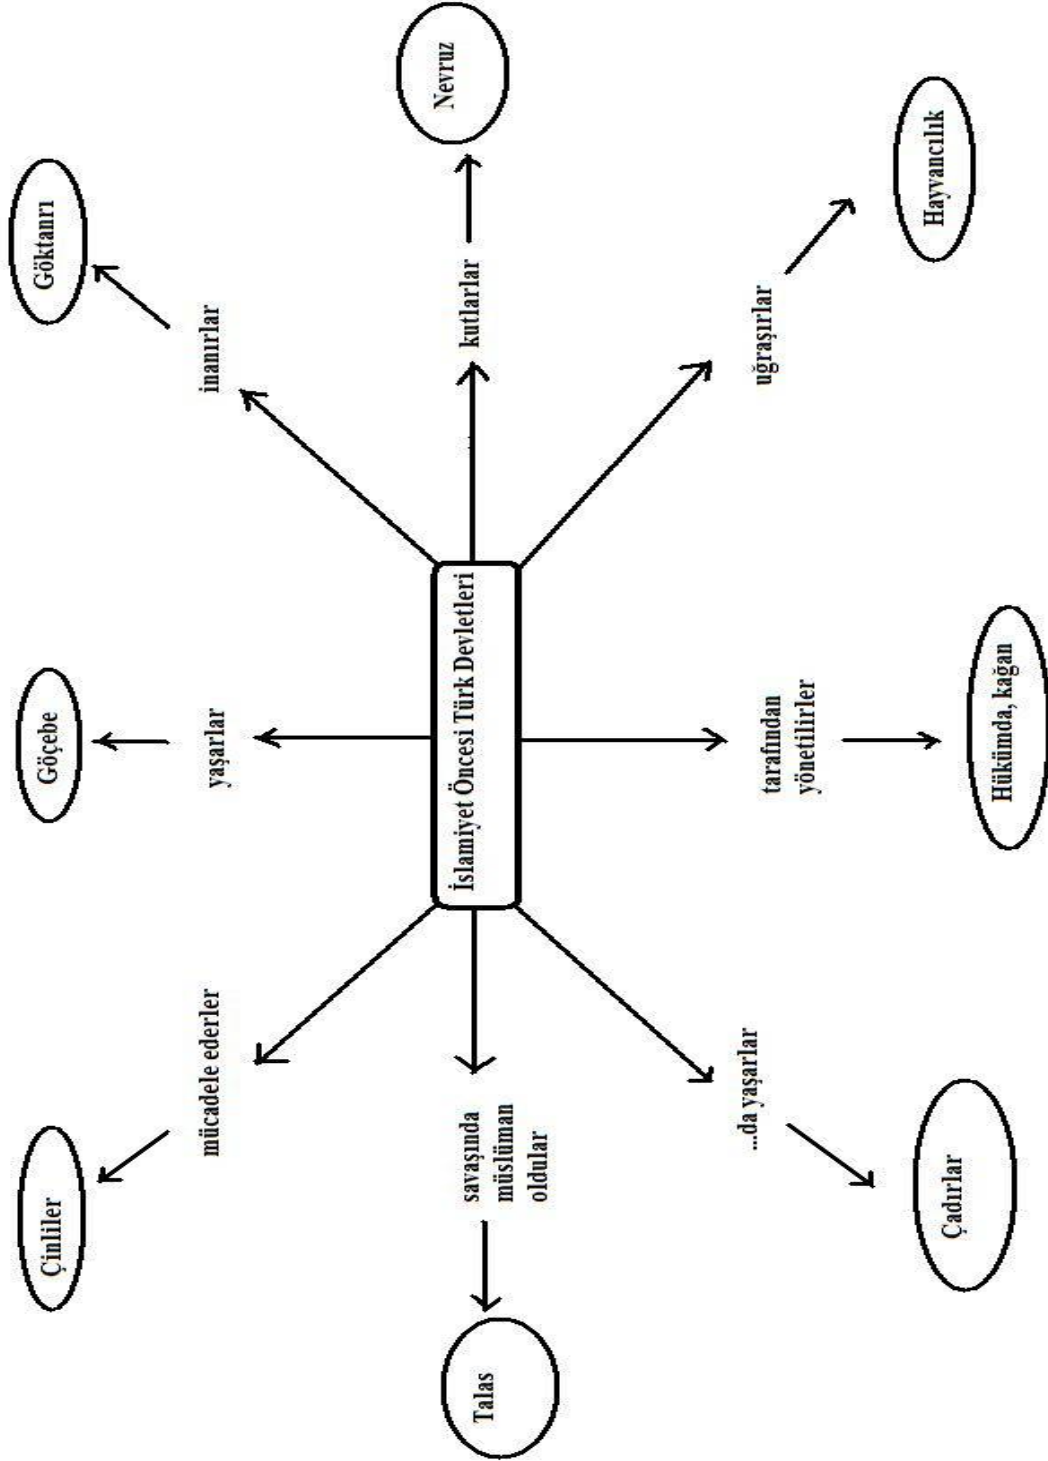 Çinliler
mücadele ederler
Göçebe
yaşarlar
Göktanrı
inanırlar
Talas
savaşında
müslüman
oldular
İslamiyet Öncesi Türk Devletleri
kutlarlar
Nevruz
...da yaşarlar
Çadırlar
tarafından
yönetilirler
Hükümda, kağan
uğraşırlar
Hayvancılık